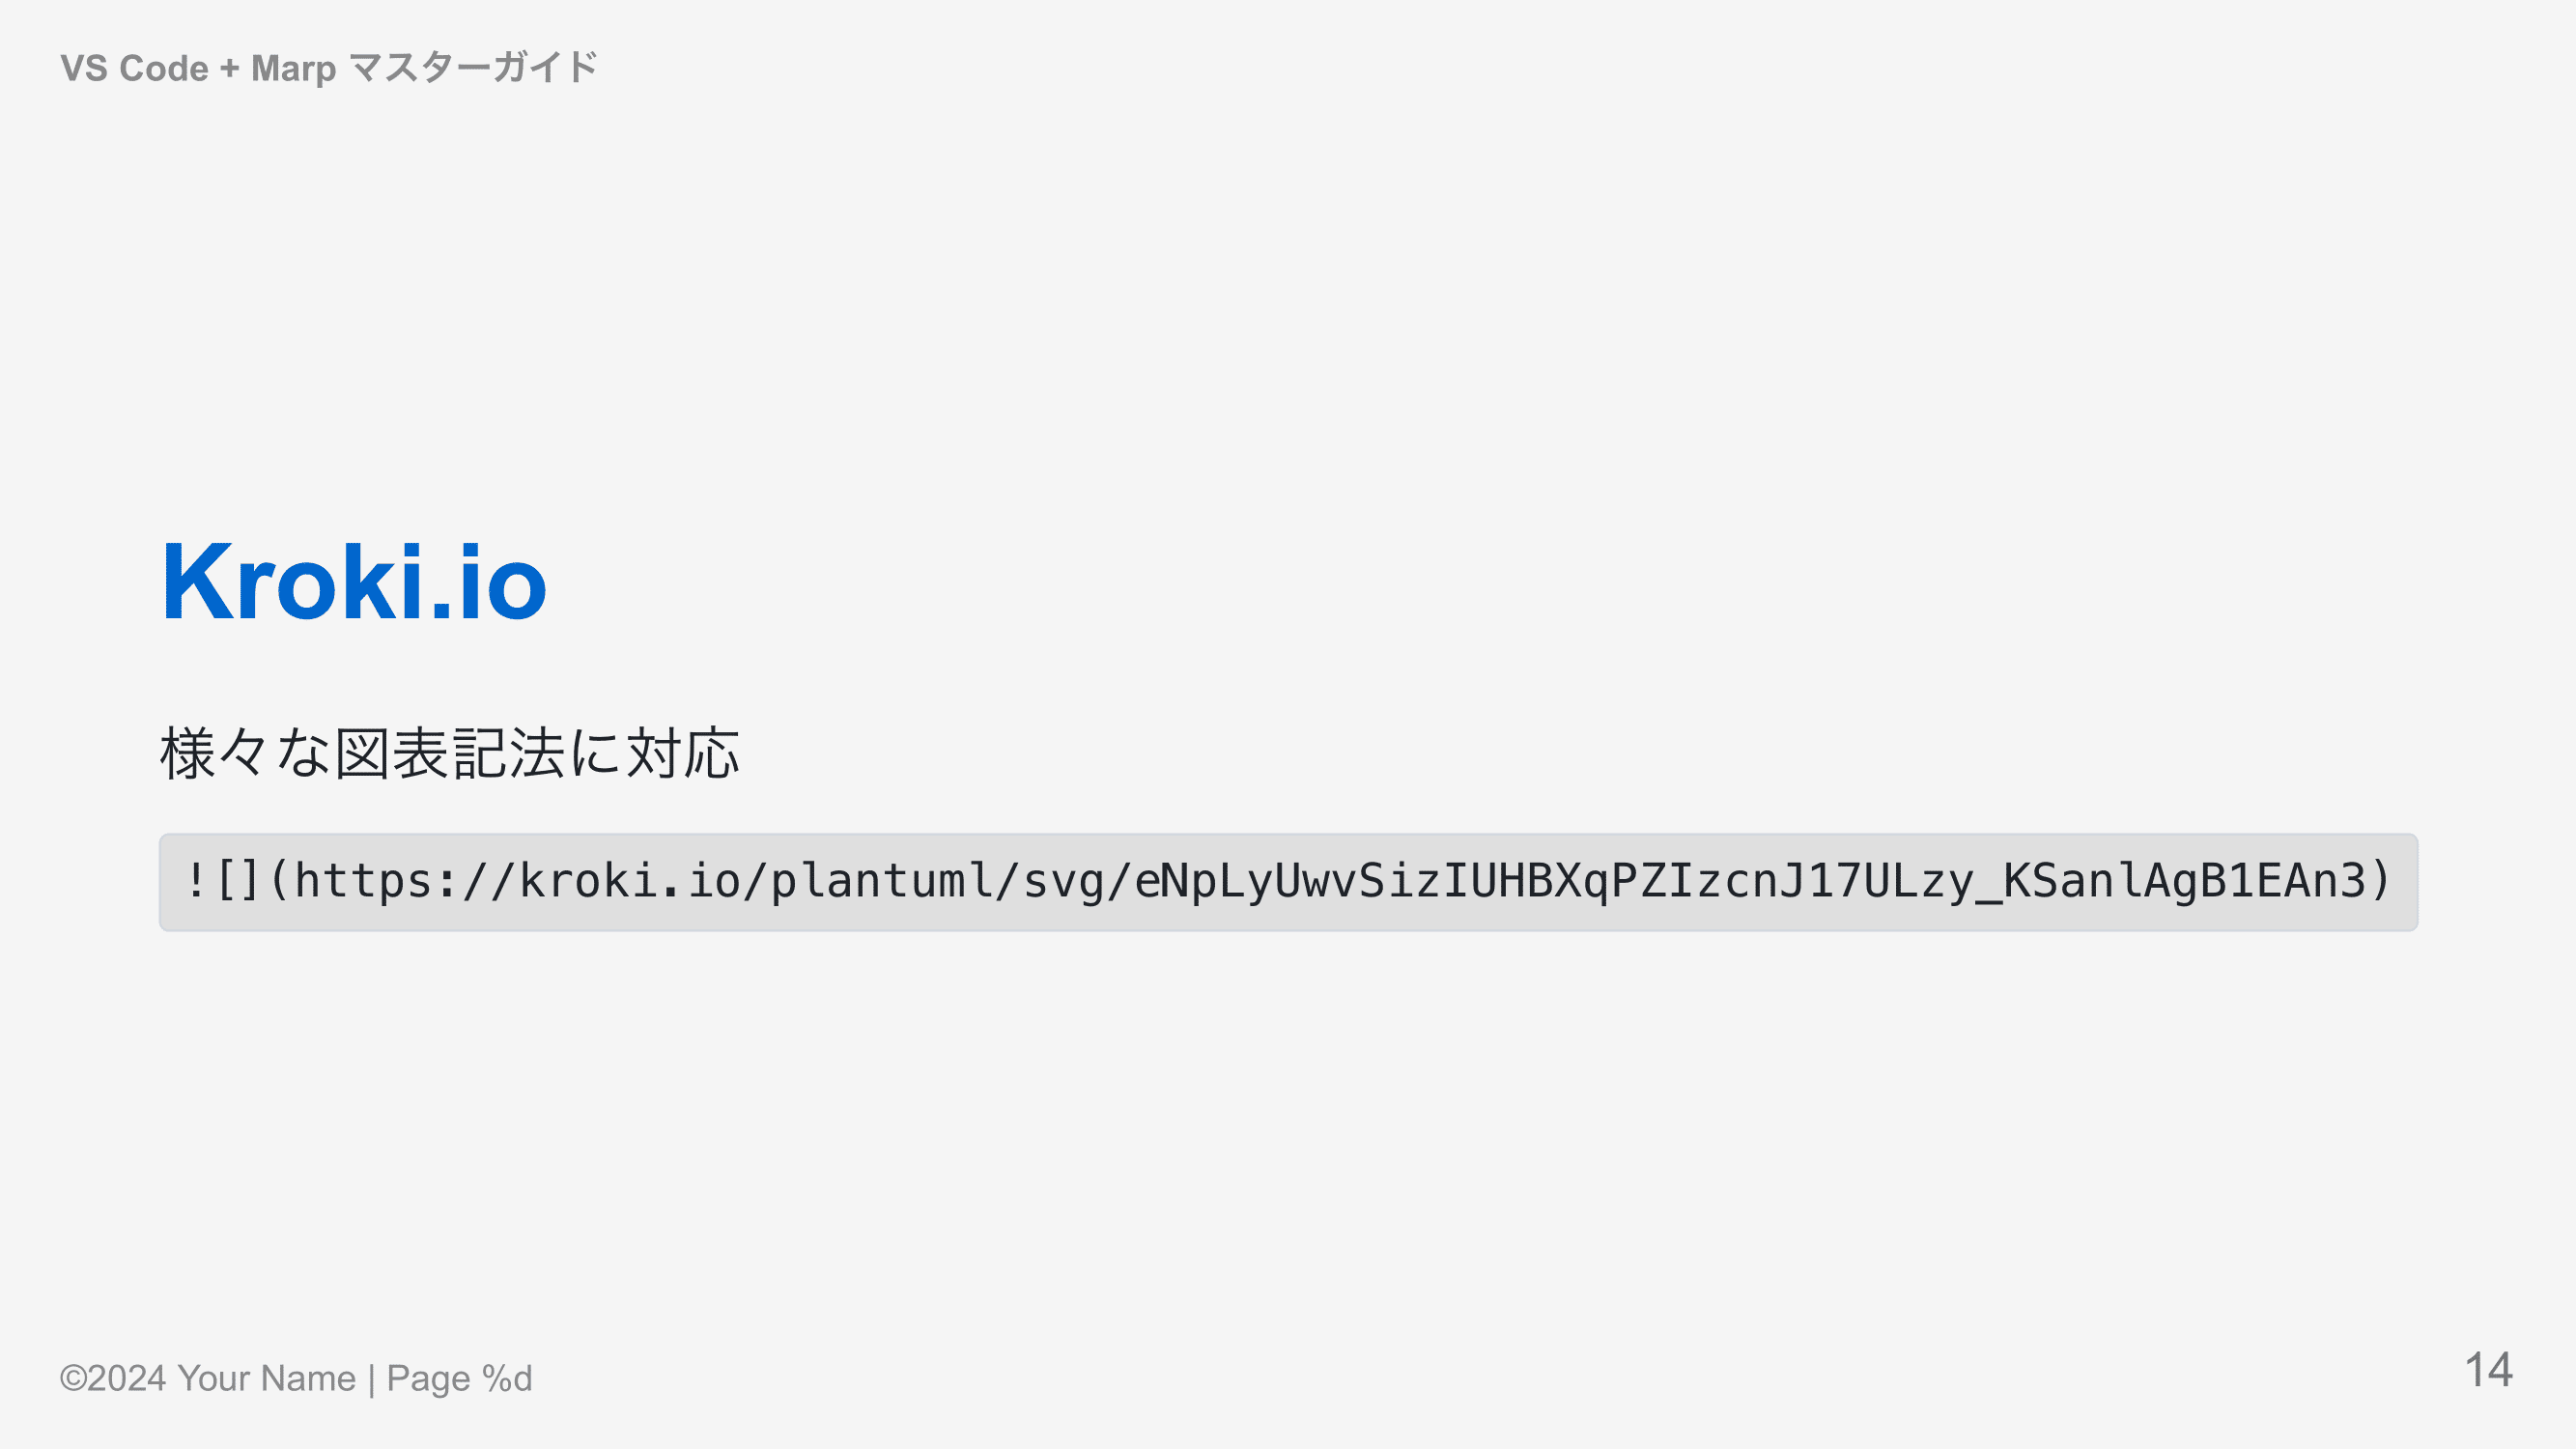 VS Code + Marp マスターガイド
Kroki.io
様々な図表記法に対応
![](https://kroki.io/plantuml/svg/eNpLyUwvSizIUHBXqPZIzcnJ17ULzy_KSanlAgB1EAn3)
©2024 Your Name | Page %d
14